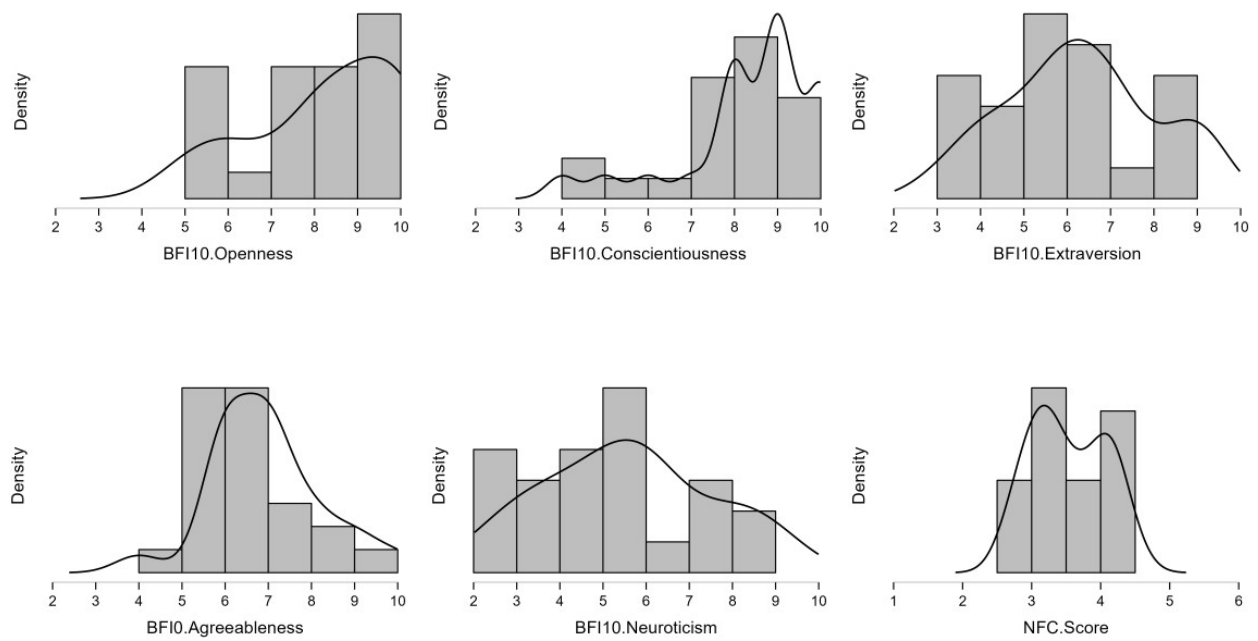 Density
2 3 4 5 6 7 8 9 10
BFI10.Openness
Density
2 3 4 5 6 7 8 9 10
BFI10.Conscientiousness
Density
2 3 4 5 6 7 8 9 10
BFI10.Extraversion
Density
2 3 4 5 6 7 8 9 10
BFI0.Agreeableness
Density
2 3 4 5 6 7 8 9 10
BFI10.Neuroticism
Density
1 2 3 4 5 6
NFC.Score